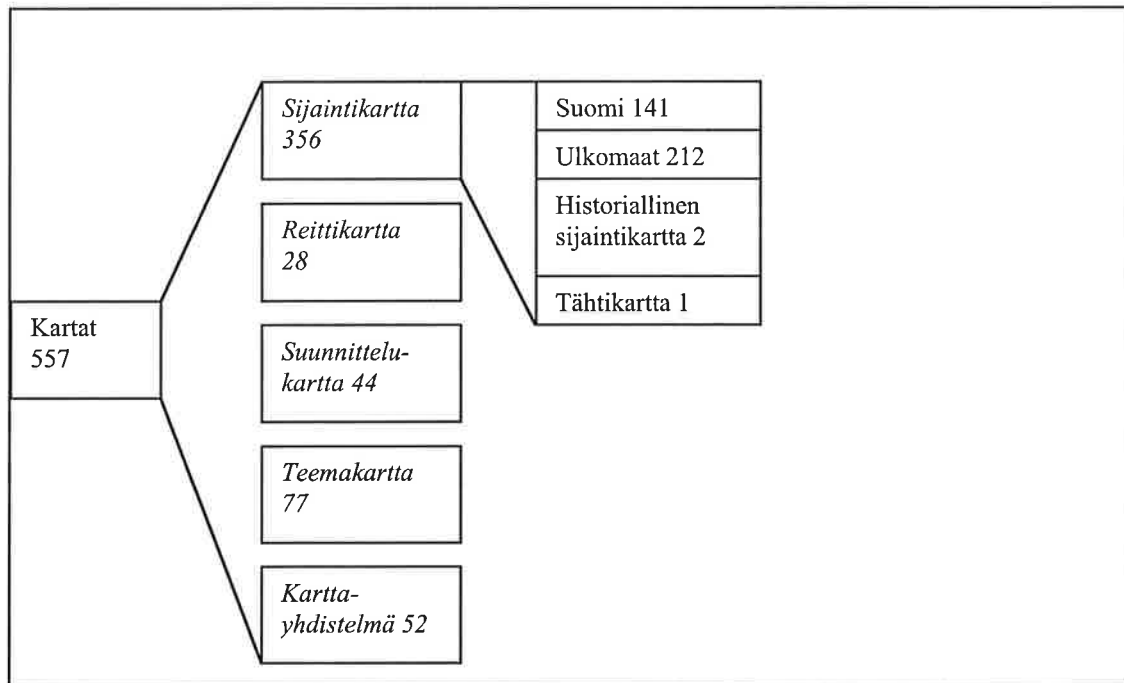 Kartat
557
Sijaintikartta
356
Reittikartta
28
Suunnittelu-
kartta 44
Teemakartta
77
Kartta-
yhdistelmä 52
Suomi 141
Ulkomaat 212
Historiallinen
sijaintikartta 2
Tähtikartta 1